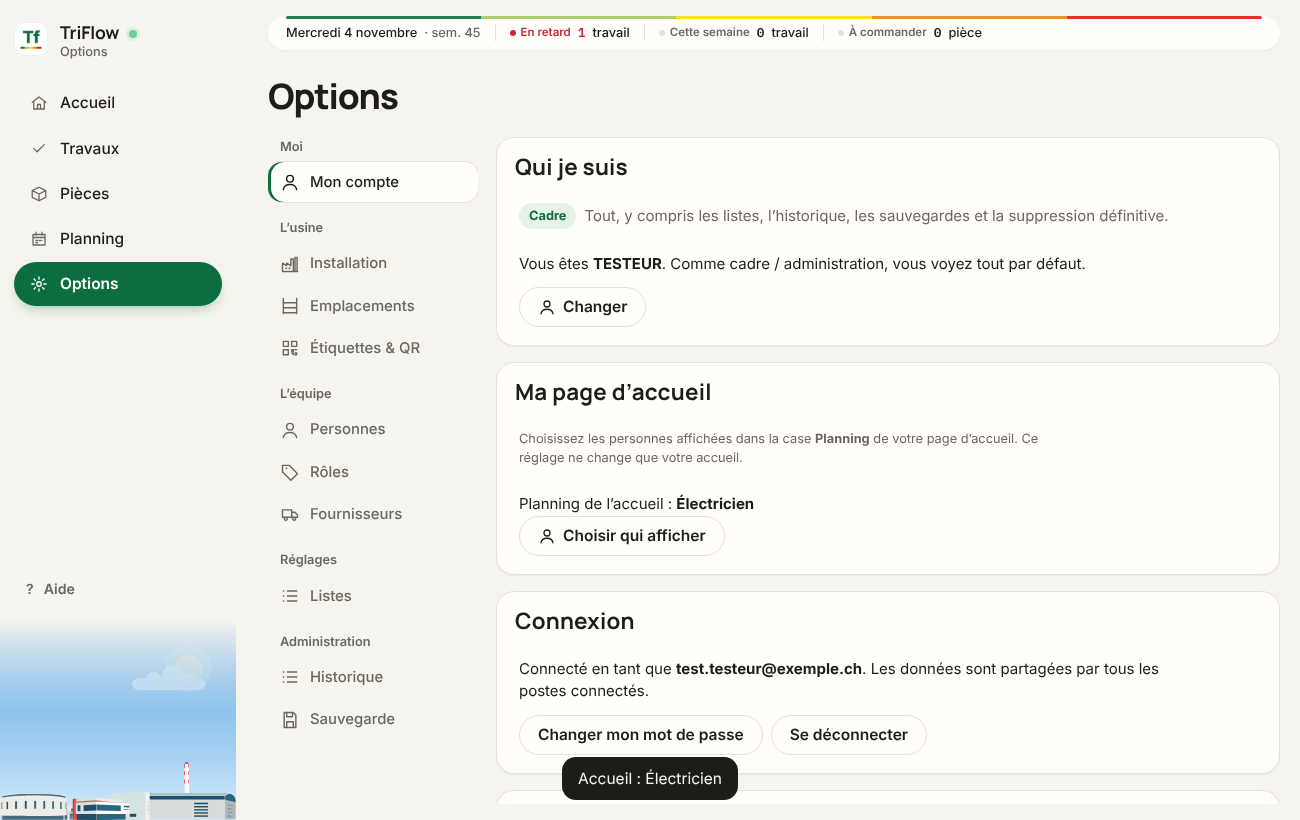 Tf
TriFlow
Options
Accueil
Travaux
Pièces
Planning
Options
? Aide
Mercredi 4 novembre · sem. 45
En retard 1 travail
Cette semaine 0 travail
À commander 0 pièce
Options
Moi
Mon compte
L’usine
Installation
Emplacements
Étiquettes & QR
L’équipe
Personnes
Rôles
Fournisseurs
Réglages
Listes
Administration
Historique
Sauvegarde
Qui je suis
Cadre Tout, y compris les listes, l’historique, les sauvegardes et la suppression définitive.
Vous êtes TESTEUR. Comme cadre / administration, vous voyez tout par défaut.
Changer
Ma page d’accueil
Choisissez les personnes affichées dans la case Planning de votre page d’accueil. Ce
réglage ne change que votre accueil.
Planning de l’accueil : Électricien
Choisir qui afficher
Connexion
Connecté en tant que test.testeur@exemple.ch. Les données sont partagées par tous les
postes connectés.
Changer mon mot de passe
Se déconnecter
Accueil : Électricien